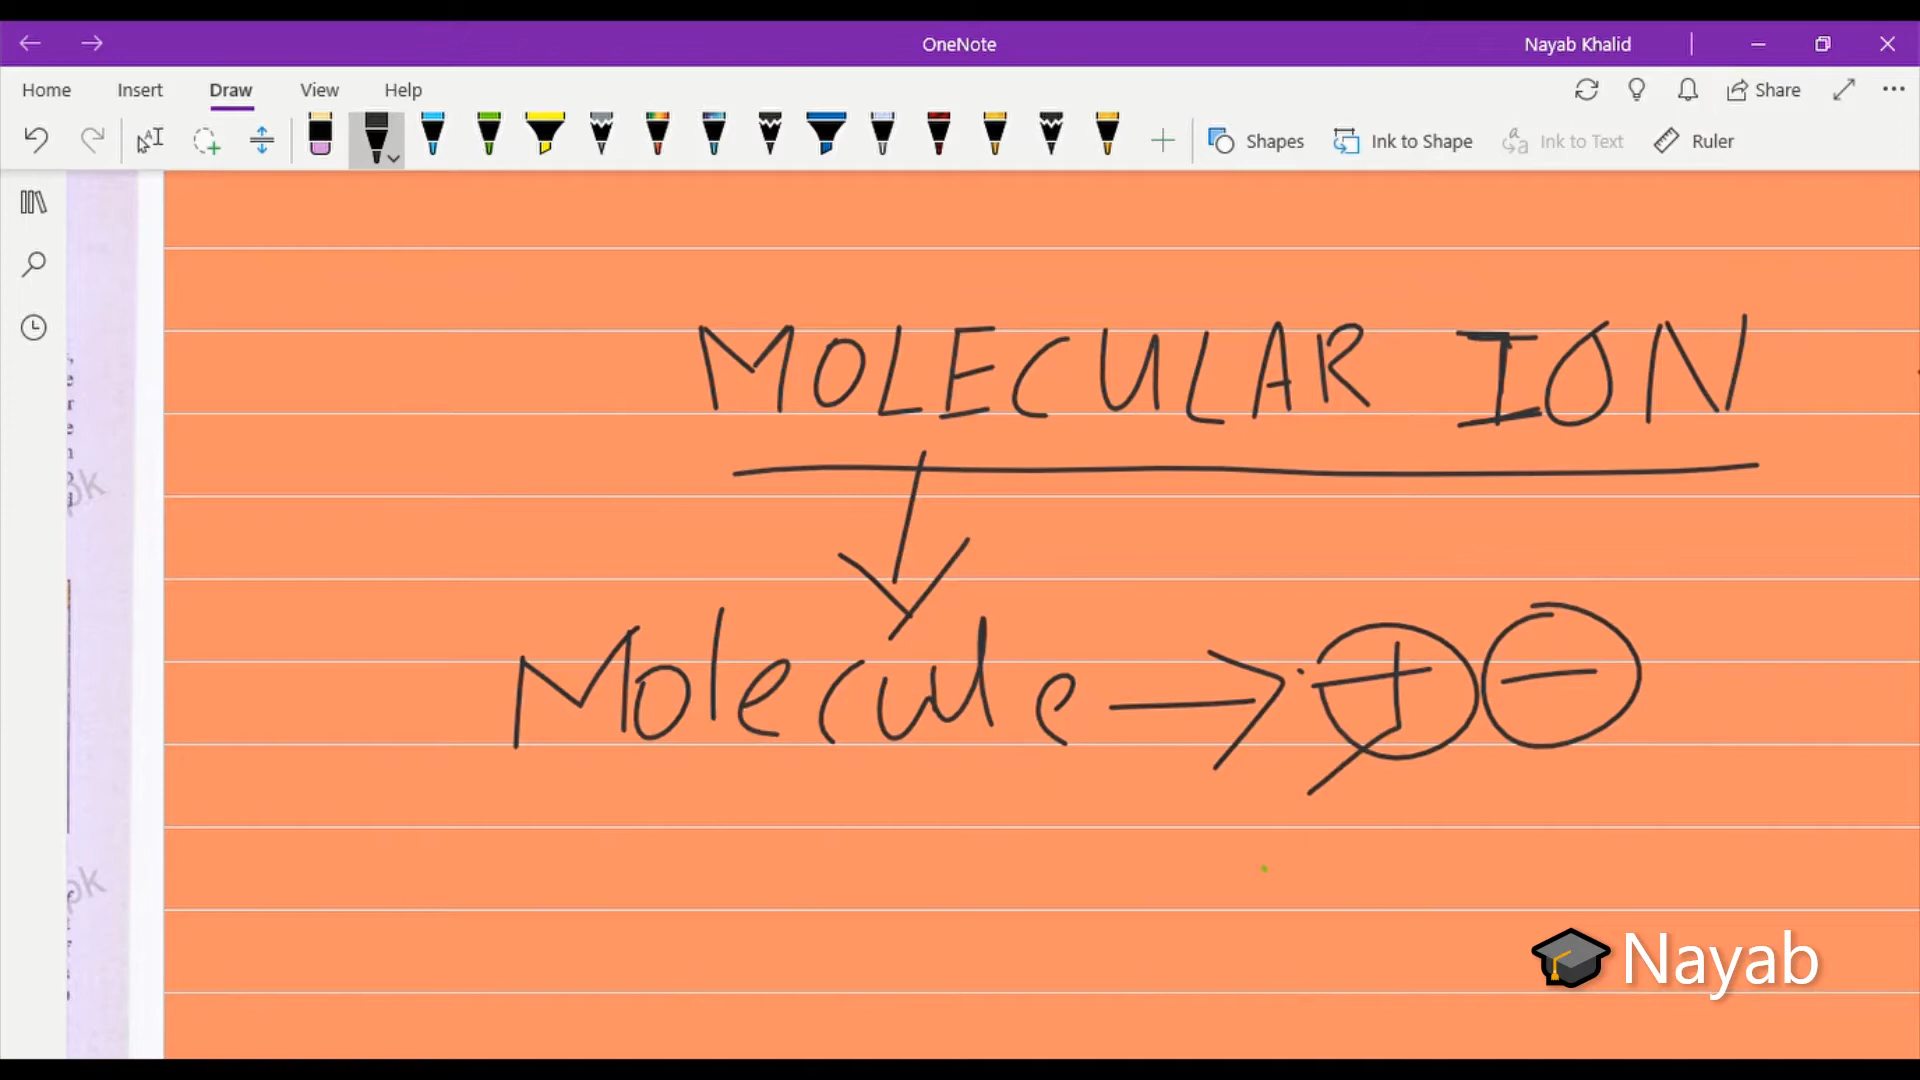 OneNote
Nayab Khalid
Home Insert Draw View Help
Share
Shapes Ink to Shape Ink to Text Ruler
MOLECULAR ION
Molecule → ⊕ ⊖
Nayab